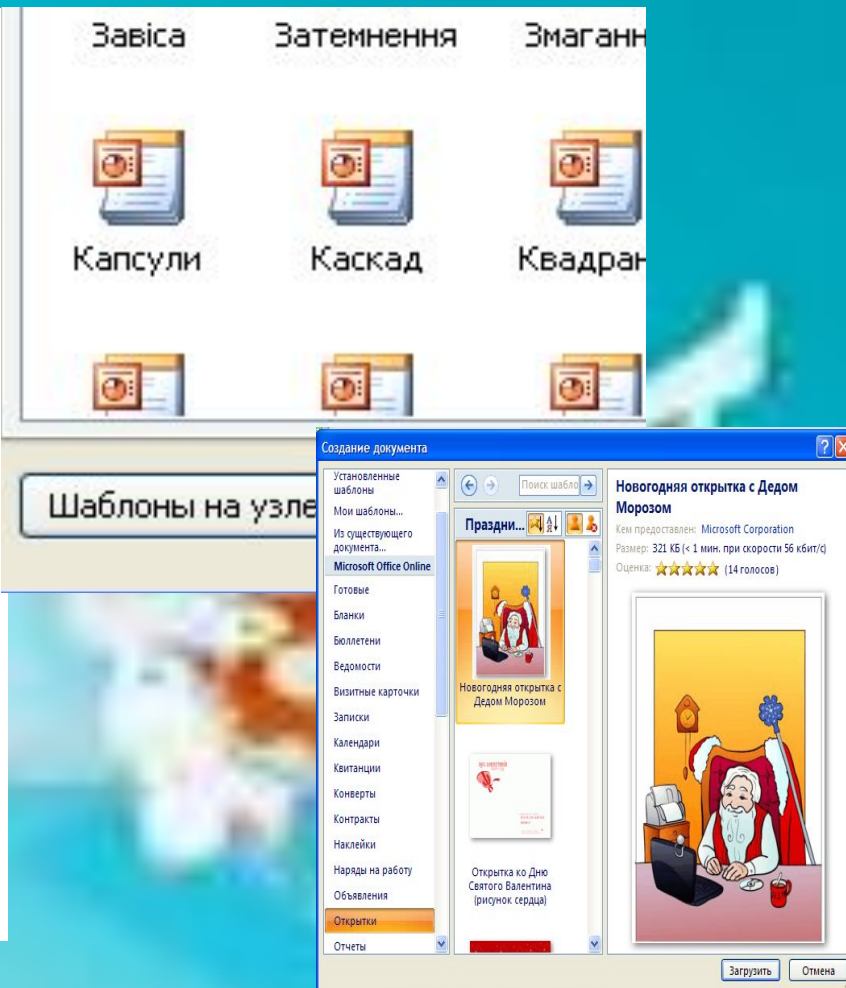 Завіса Затемнення Змаганн
Капсули Каскад Квадран
Шаблоны на узле
Создание документа
Установленные
шаблоны
Мои шаблоны...
Из существующего
документа...
Microsoft Office Online
Готовые
Бланки
Бюллетени
Ведомости
Визитные карточки
Записки
Календари
Квитанции
Конверты
Контракты
Наклейки
Наряды на работу
Объявления
Открытки
Отчеты
Поиск шабло
Праздни...
Новогодняя открытка с
Дедом Морозом
Открытка ко Дню
Святого Валентина
(рисунок сердца)
Новогодняя открытка с Дедом
Морозом
Кем предоставлен: Microsoft Corporation
Размер: 321 КБ (< 1 мин. при скорости 56 кбит/с)
Оценка: (14 голосов)
Загрузить Отмена